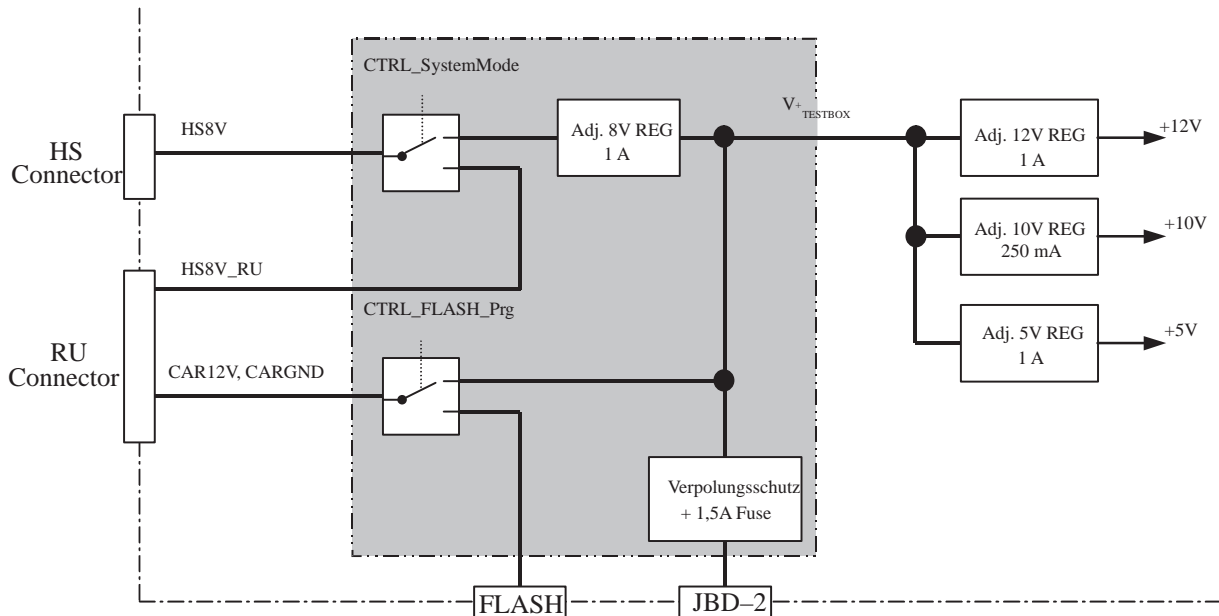 CTRL_SystemMode
HS8V
HS
Connector
Adj. 8V REG
1 A
V+TESTBOX
Adj. 12V REG
1 A
+12V
Adj. 10V REG
250 mA
+10V
HS8V_RU
CTRL_FLASH_Prg
RU
Connector
CAR12V, CARGND
Adj. 5V REG
1 A
+5V
Verpolungsschutz
+ 1,5A Fuse
FLASH
JBD–2